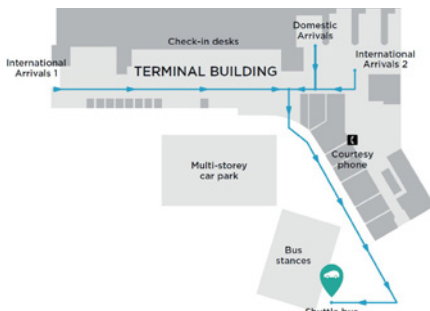 Domestic
Arrivals
Check-in desks
International
Arrivals 1
International
Arrivals 2
TERMINAL BUILDING
Courtesy
phone
Multi-storey
car park
Bus
stances
Shuttle bus